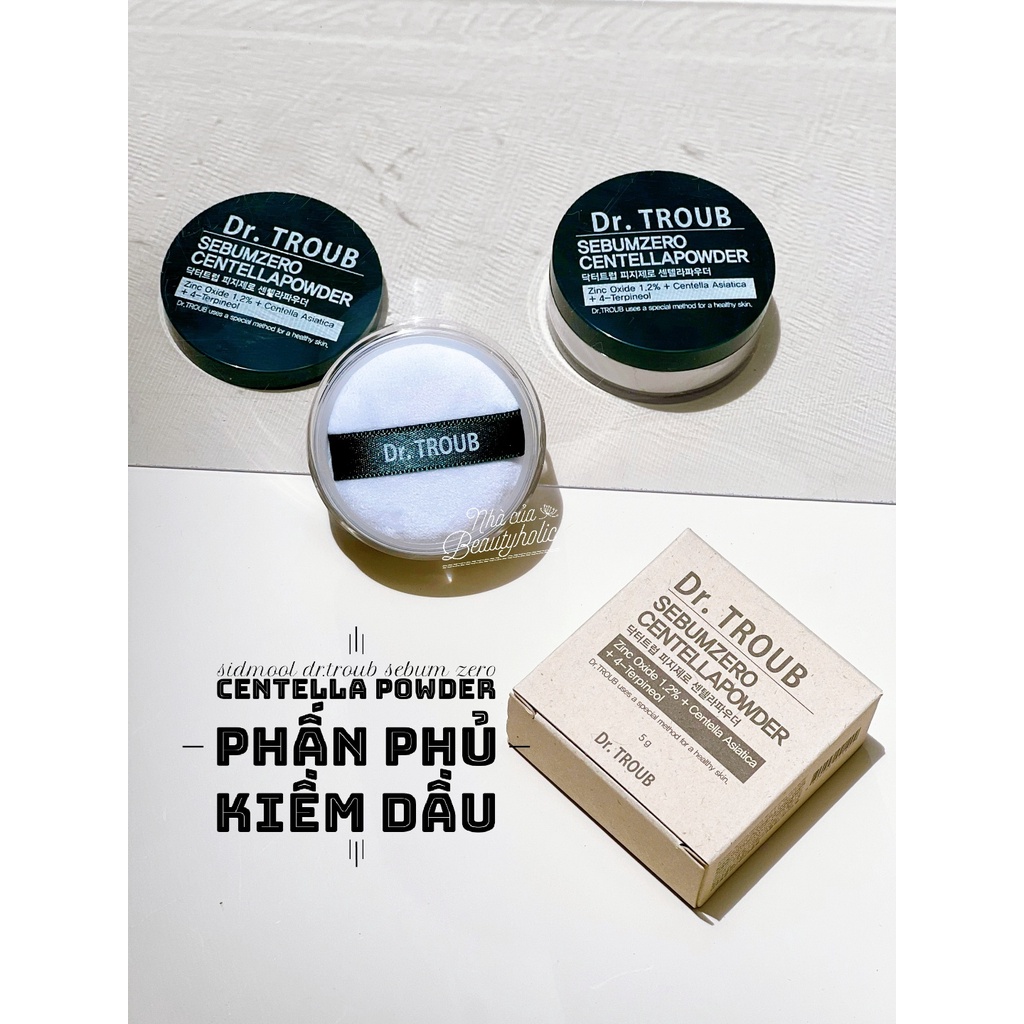 Dr. TROUB
SEBUMZERO
CENTELLAPOWDER
닥터트럽 피지제로 센텔라파우더
Zinc Oxide 1,2% + Centella Asiatica
+ 4-Terpineol
Dr.TROUB uses a special method for a healthy skin.
Dr. TROUB
SEBUMZERO
CENTELLAPOWDER
닥터트럽 피지제로 센텔라파우더
Zinc Oxide 1,2% + Centella Asiatica
+ 4-Terpineol
Dr.TROUB uses a special method for a healthy skin.
Dr. TROUB
Nhà của
Beautyholic
Dr. TROUB
SEBUMZERO
CENTELLAPOWDER
닥터트럽 피지제로 센텔라파우더
Zinc Oxide 1,2% + Centella Asiatica
+ 4-Terpineol
Dr.TROUB uses a special method for a healthy skin.
5 g
Dr. TROUB
sidmool dr.troub sebum zero
CENTELLA POWDER
PHẤN PHỦ
KIỀM DẦU